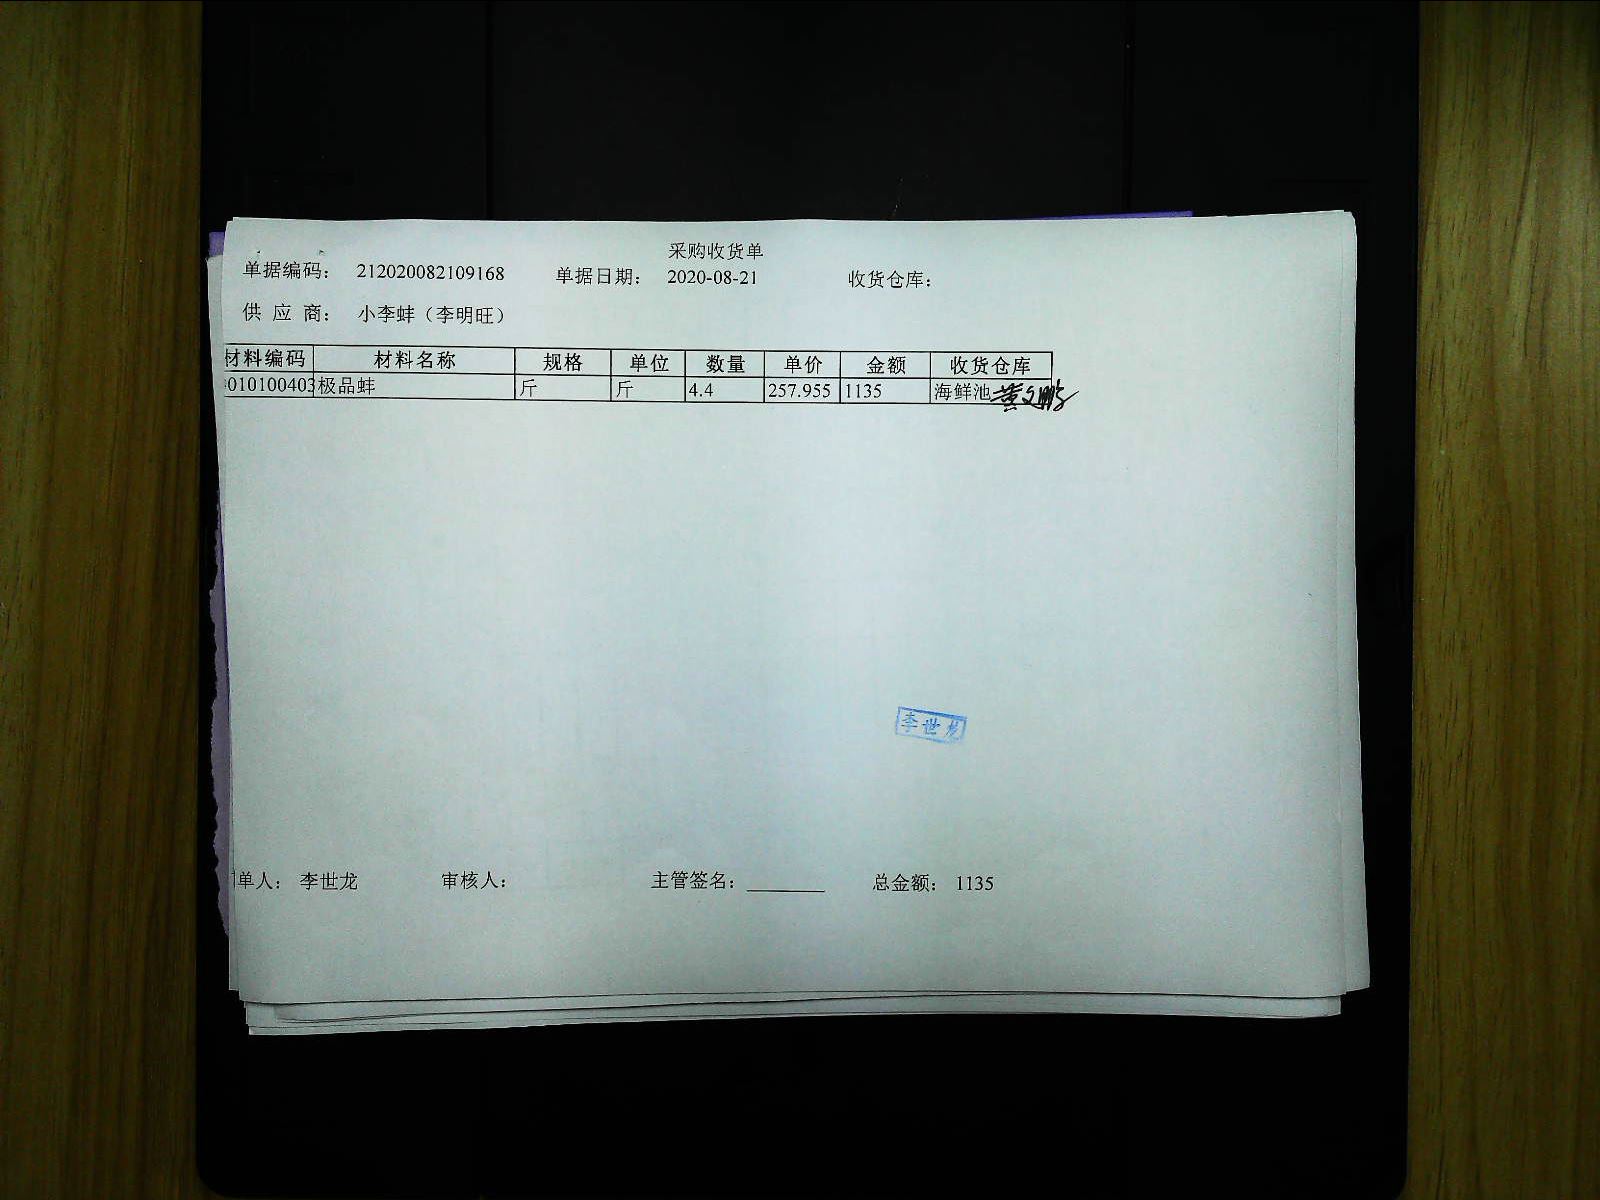 采购收货单
单据编码： 212020082109168 单据日期： 2020-08-21 收货仓库：
供 应 商： 小李蚌（李明旺）
材料编码 材料名称 规格 单位 数量 单价 金额 收货仓库
010100403 极品蚌 斤 斤 4.4 257.955 1135 海鲜池 黄文鹏
李世龙
单人： 李世龙 审核人： 主管签名： 总金额： 1135